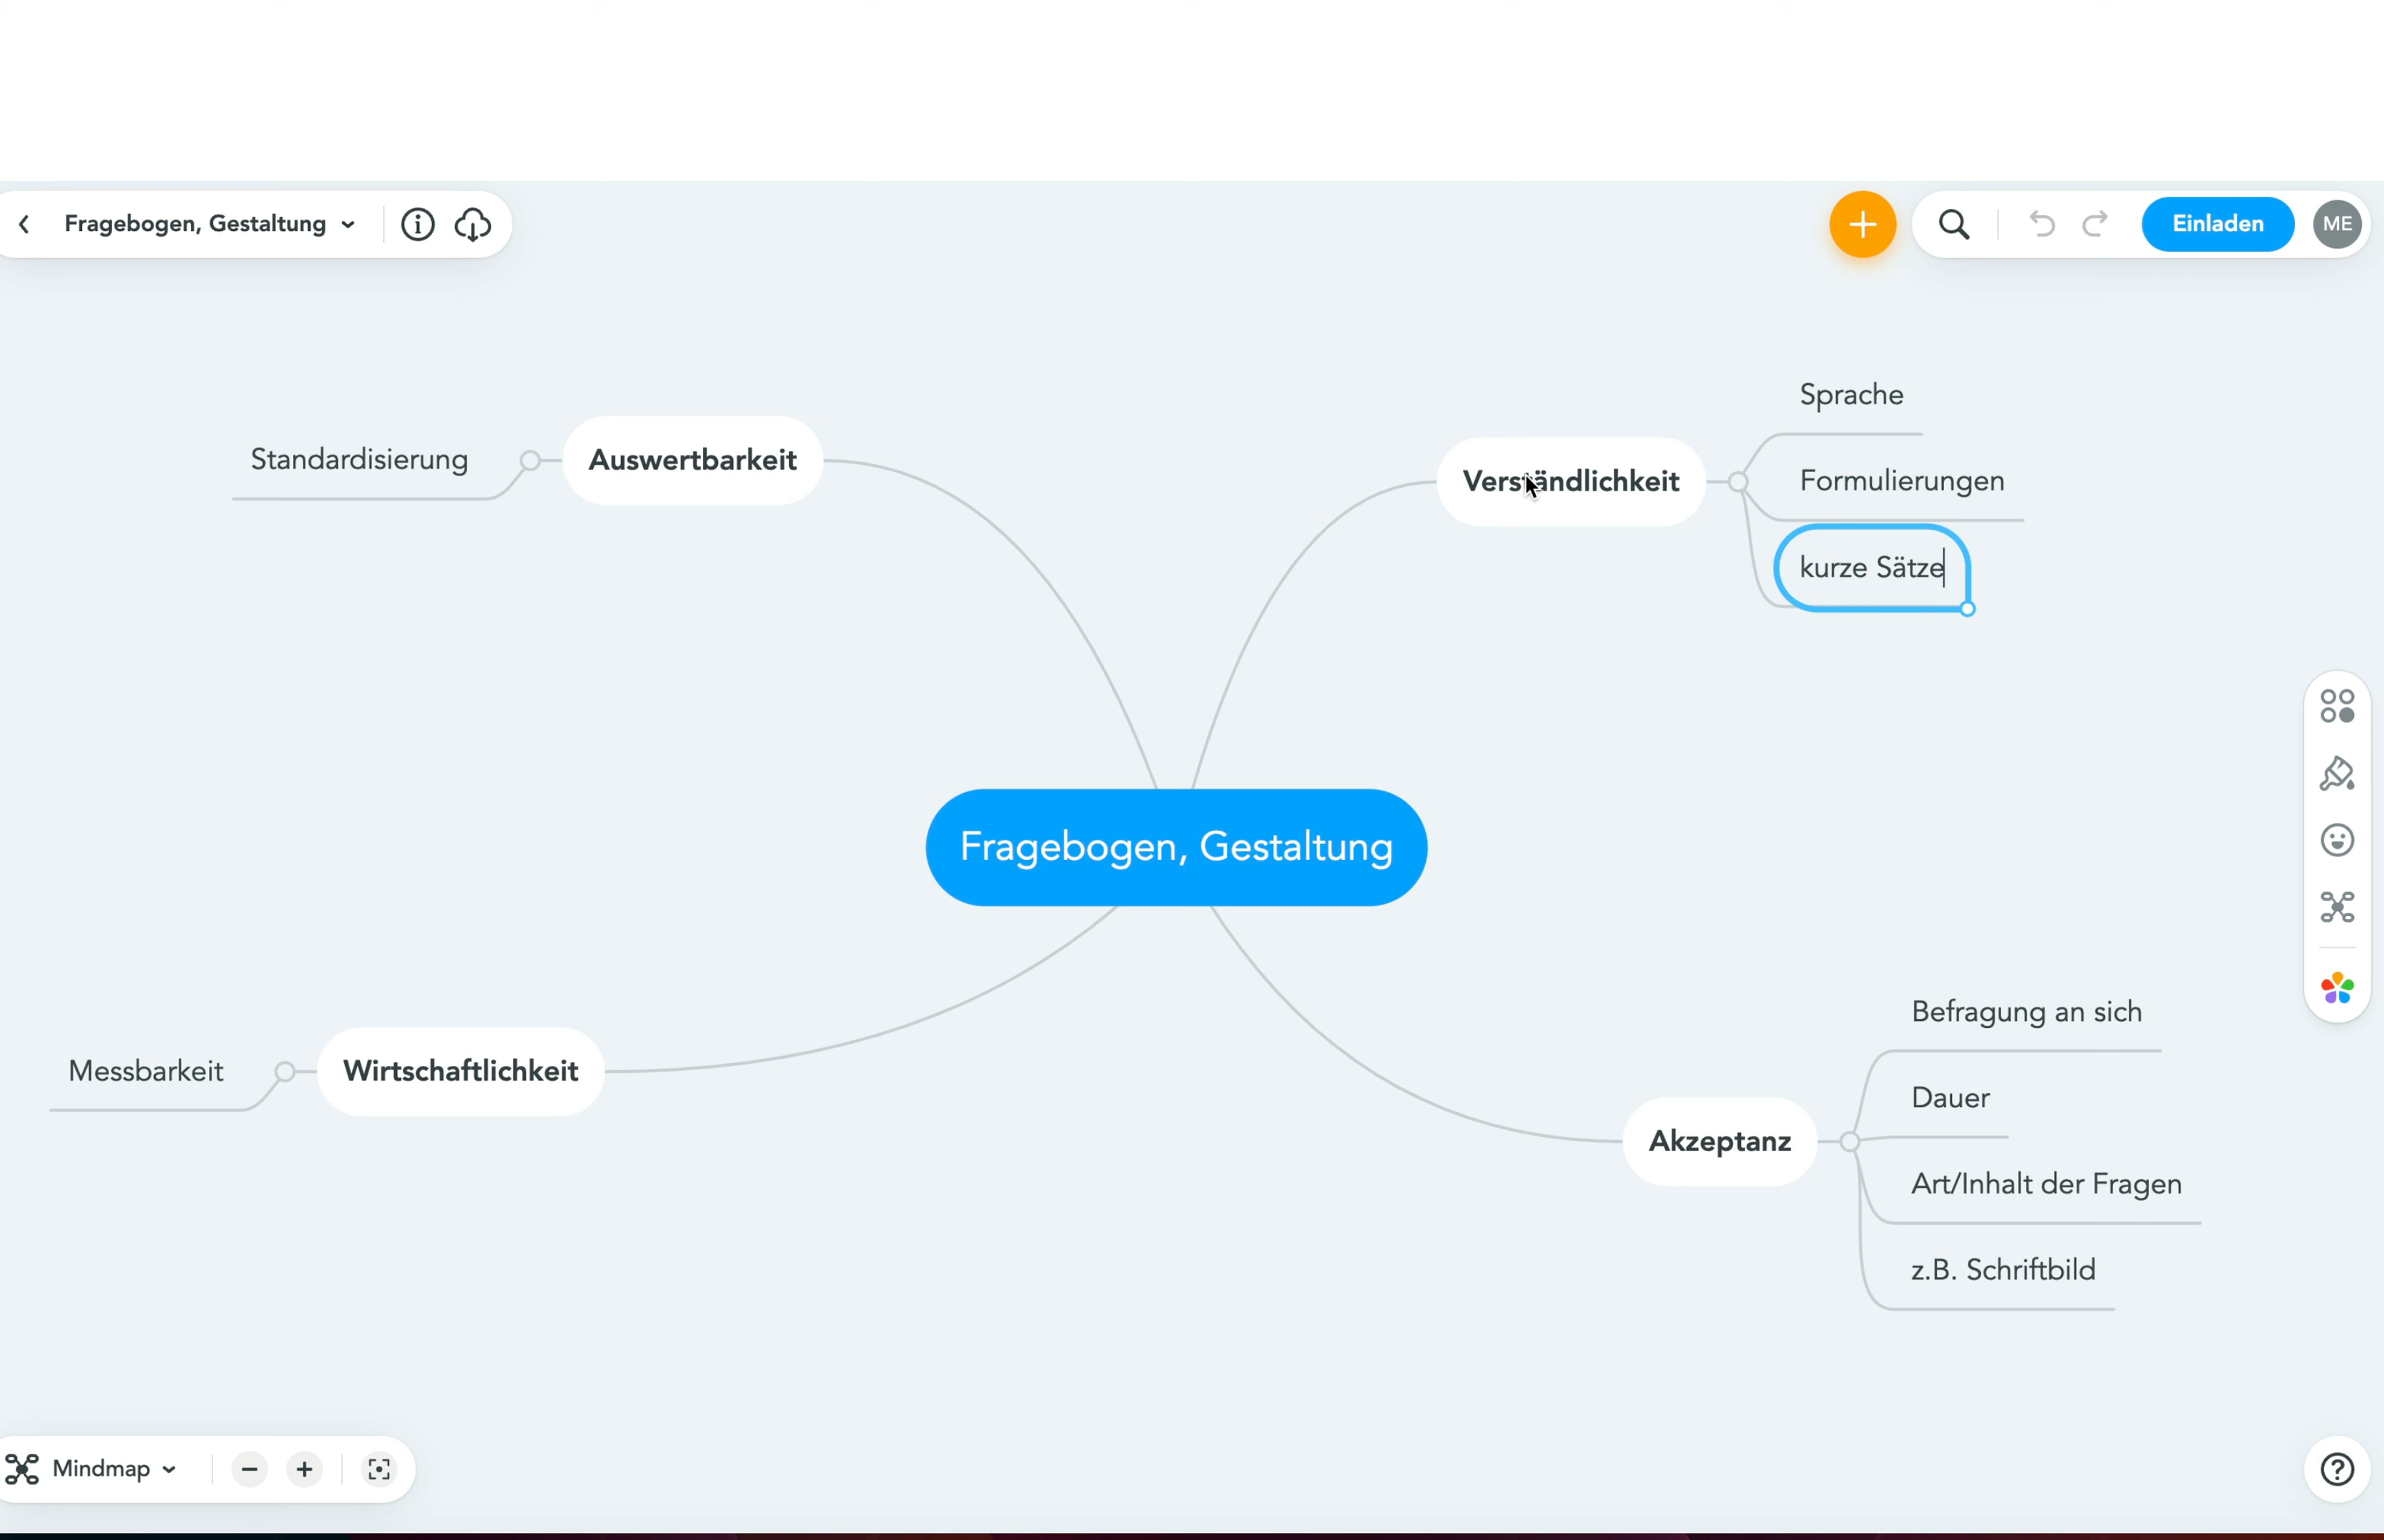 Fragebogen, Gestaltung
Einladen
ME
Sprache
Standardisierung
Auswertbarkeit
Verständlichkeit
Formulierungen
kurze Sätze
Fragebogen, Gestaltung
Befragung an sich
Messbarkeit
Wirtschaftlichkeit
Dauer
Akzeptanz
Art/Inhalt der Fragen
z.B. Schriftbild
Mindmap